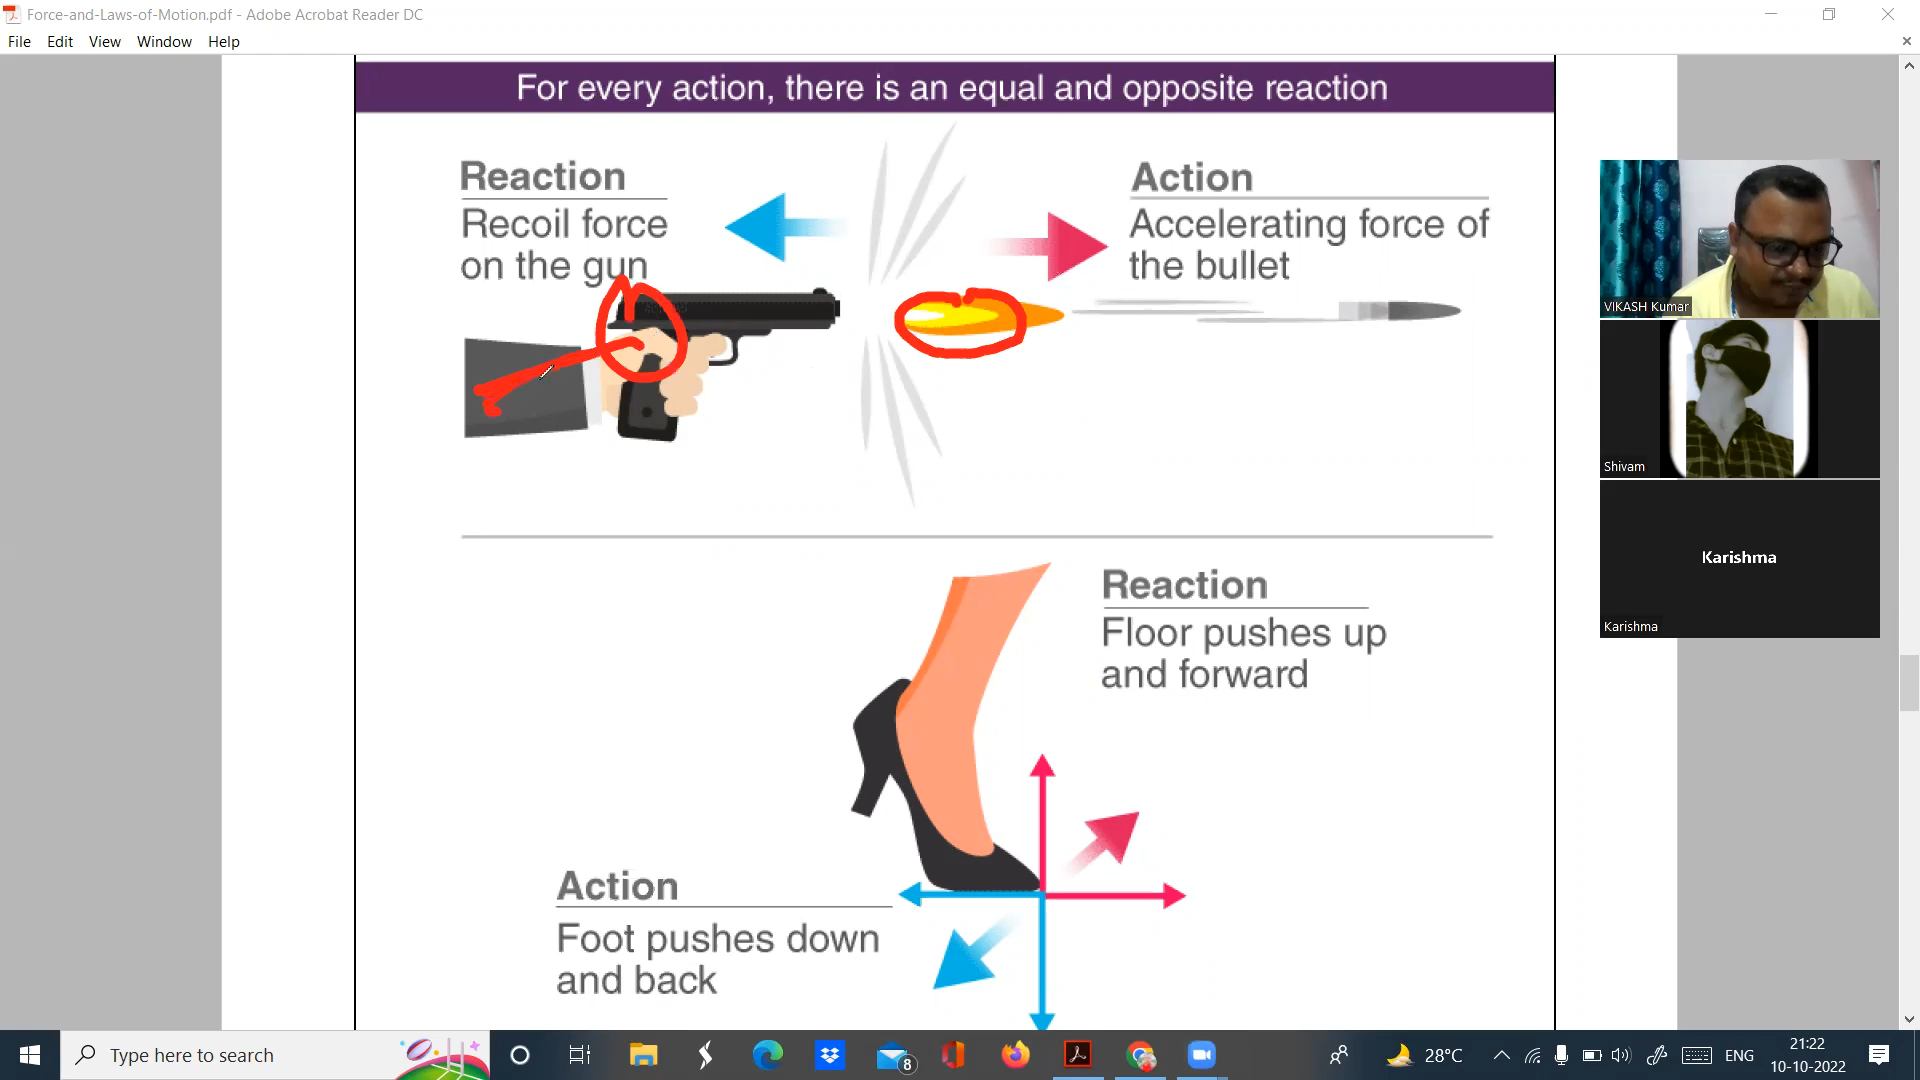 Force-and-Laws-of-Motion.pdf - Adobe Acrobat Reader DC
File Edit View Window Help
For every action, there is an equal and opposite reaction
Reaction
Recoil force
on the gun
Action
Accelerating force of
the bullet
VIKASH Kumar
Shivam
Karishma
Karishma
Reaction
Floor pushes up
and forward
Action
Foot pushes down
and back
Type here to search
8
28°C
ENG
21:22
10-10-2022